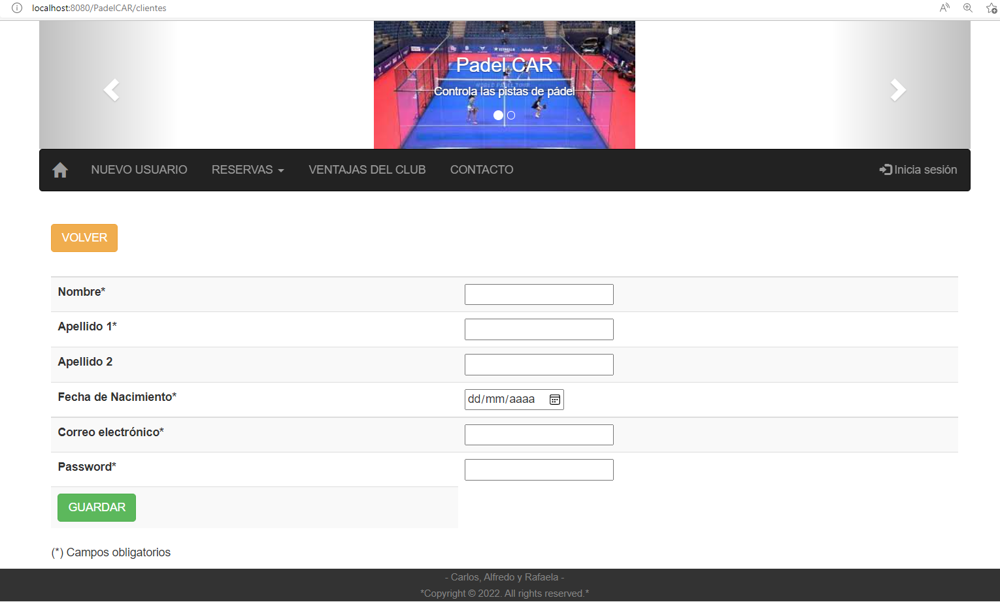 localhost:8080/PadelCAR/clientes
Padel CAR
Controla las pistas de pádel
NUEVO USUARIO RESERVAS VENTAJAS DEL CLUB CONTACTO Inicia sesión
VOLVER
Nombre*
Apellido 1*
Apellido 2
Fecha de Nacimiento* dd/mm/aaaa
Correo electrónico*
Password*
GUARDAR
(*) Campos obligatorios
- Carlos, Alfredo y Rafaela -
*Copyright © 2022. All rights reserved.*